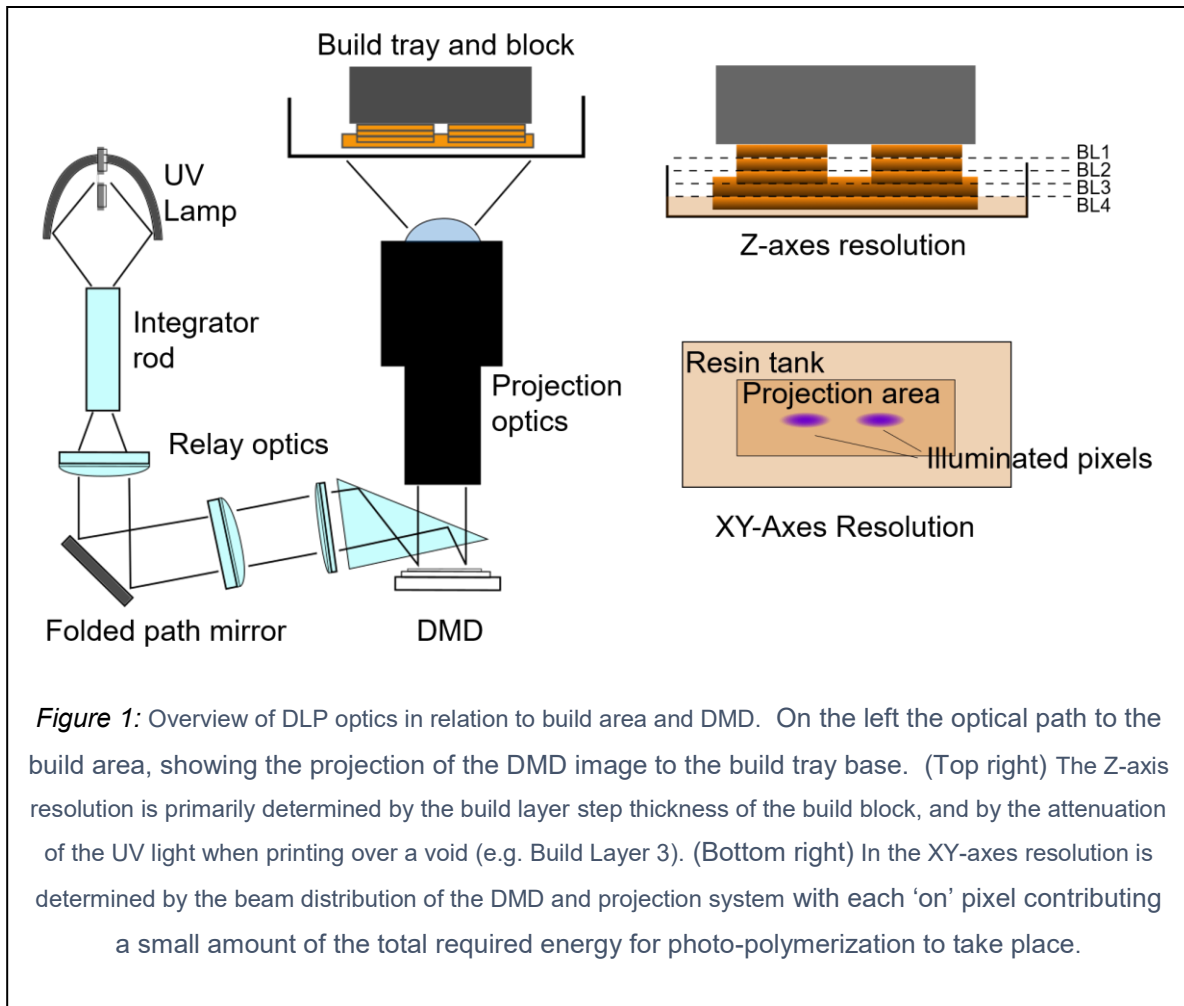 Build tray and block
UV
Lamp
Integrator
rod
Relay optics
Projection
optics
Folded path mirror
DMD
BL1
BL2
BL3
BL4
Z-axes resolution
Resin tank
Projection area
Illuminated pixels
XY-Axes Resolution
Figure 1: Overview of DLP optics in relation to build area and DMD. On the left the optical path to the
build area, showing the projection of the DMD image to the build tray base. (Top right) The Z-axis
resolution is primarily determined by the build layer step thickness of the build block, and by the attenuation
of the UV light when printing over a void (e.g. Build Layer 3). (Bottom right) In the XY-axes resolution is
determined by the beam distribution of the DMD and projection system with each ‘on’ pixel contributing
a small amount of the total required energy for photo-polymerization to take place.